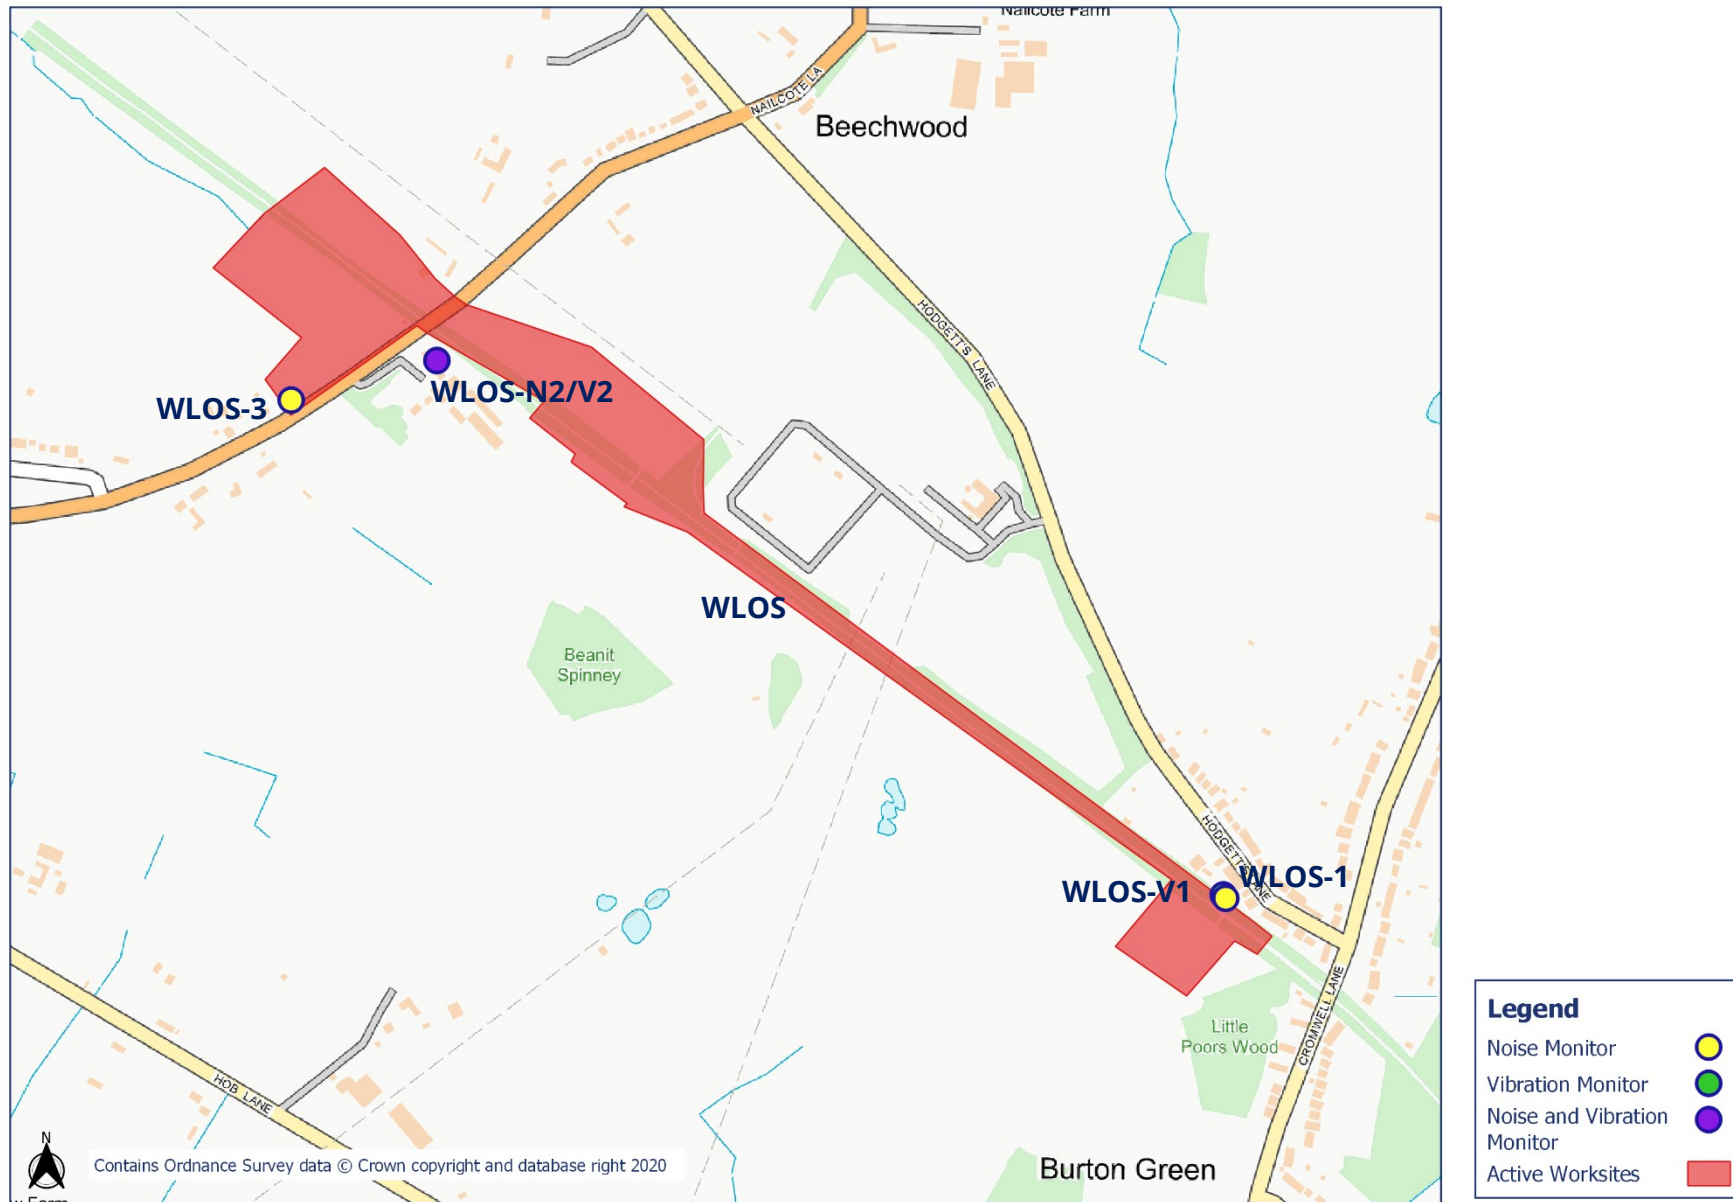 Nailcote Farm
NAILCOTE LA
Beechwood
HODGETT'S LANE
WLOS-N2/V2
WLOS-3
WLOS
Beanit
Spinney
HODGETT'S LANE
WLOS-1
WLOS-V1
CROMWELL LANE
Little
Poors Wood
HOB LANE
N
Contains Ordnance Survey data © Crown copyright and database right 2020
Burton Green
w Farm
Legend
Noise Monitor
Vibration Monitor
Noise and Vibration
Monitor
Active Worksites